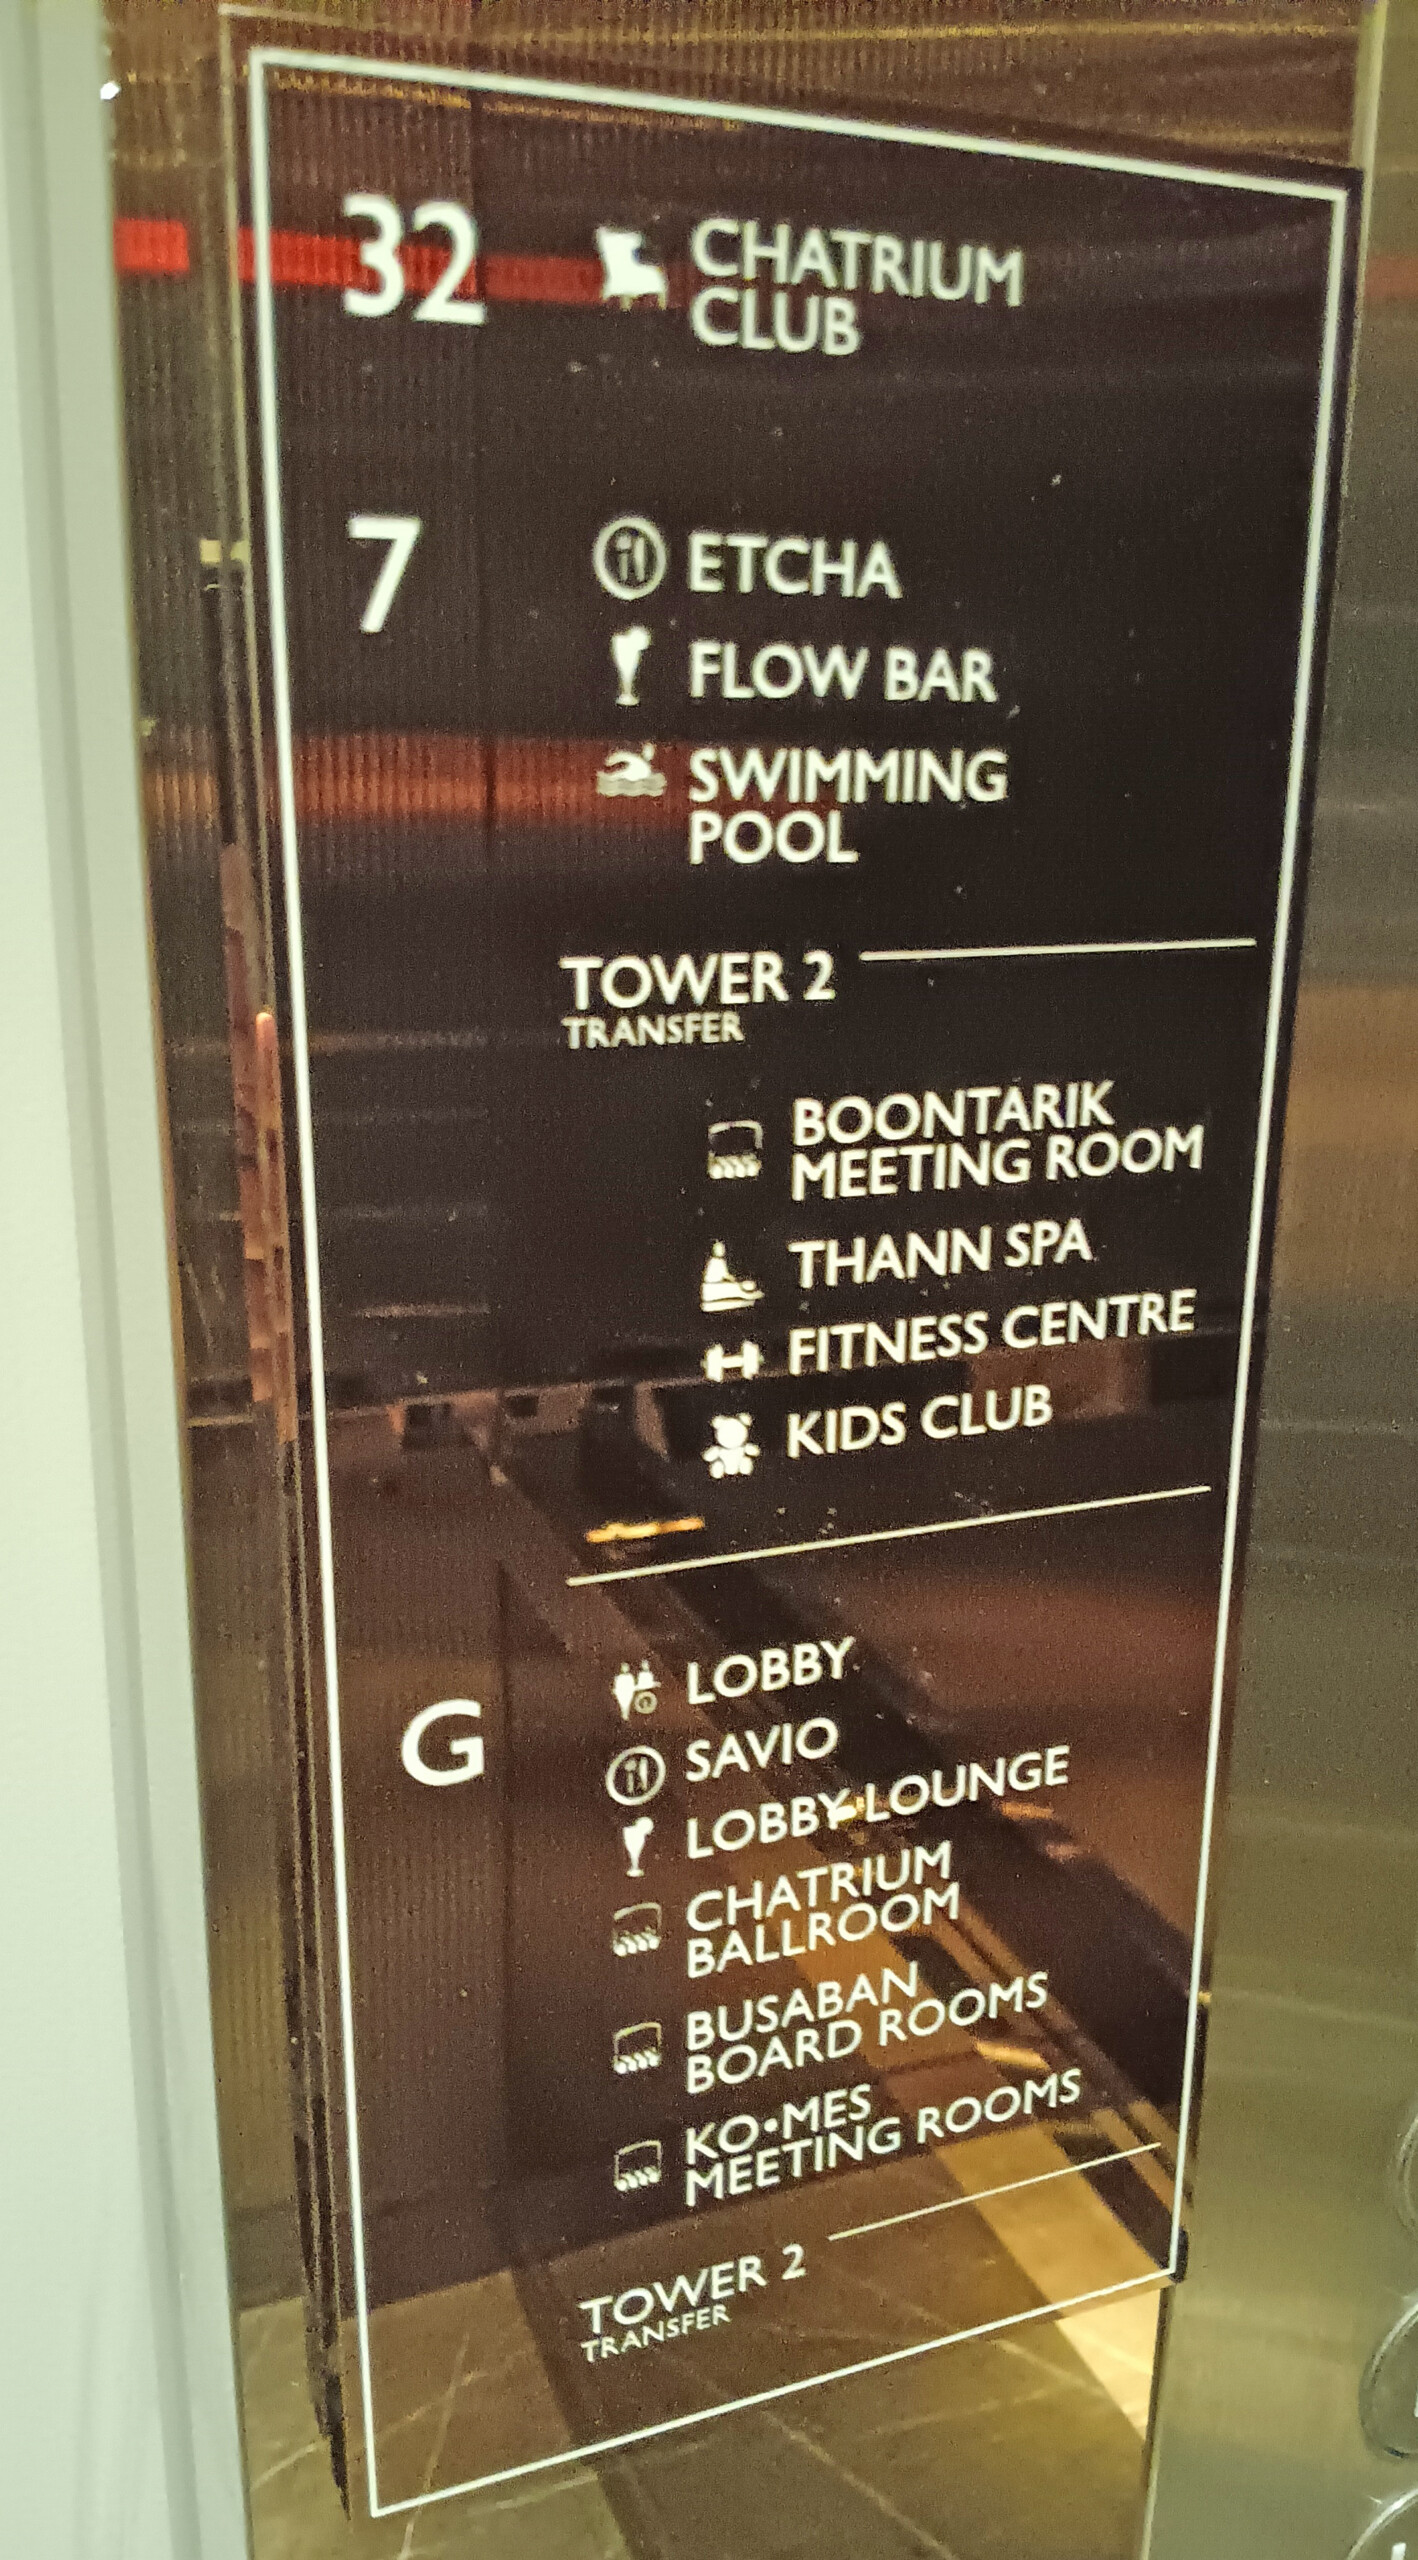 32 CHATRIUM
CLUB
7 ETCHA
FLOW BAR
SWIMMING
POOL
TOWER 2
TRANSFER
BOONTARIK
MEETING ROOM
THANN SPA
FITNESS CENTRE
KIDS CLUB
G
LOBBY
SAVIO
LOBBY LOUNGE
CHATRIUM
BALLROOM
BUSABAN
BOARD ROOMS
KO•MES
MEETING ROOMS
TOWER 2
TRANSFER